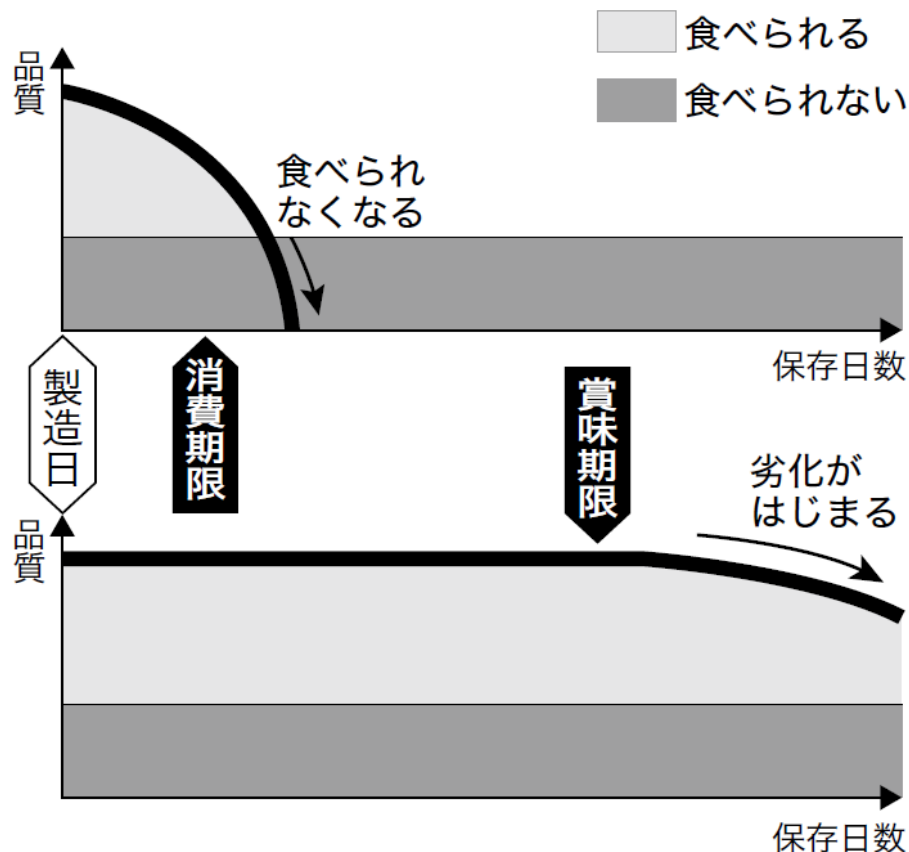 食べられる
食べられない
品質
食べられ
なくなる
保存日数
製造日
消費期限
賞味期限
劣化が
はじまる
品質
保存日数